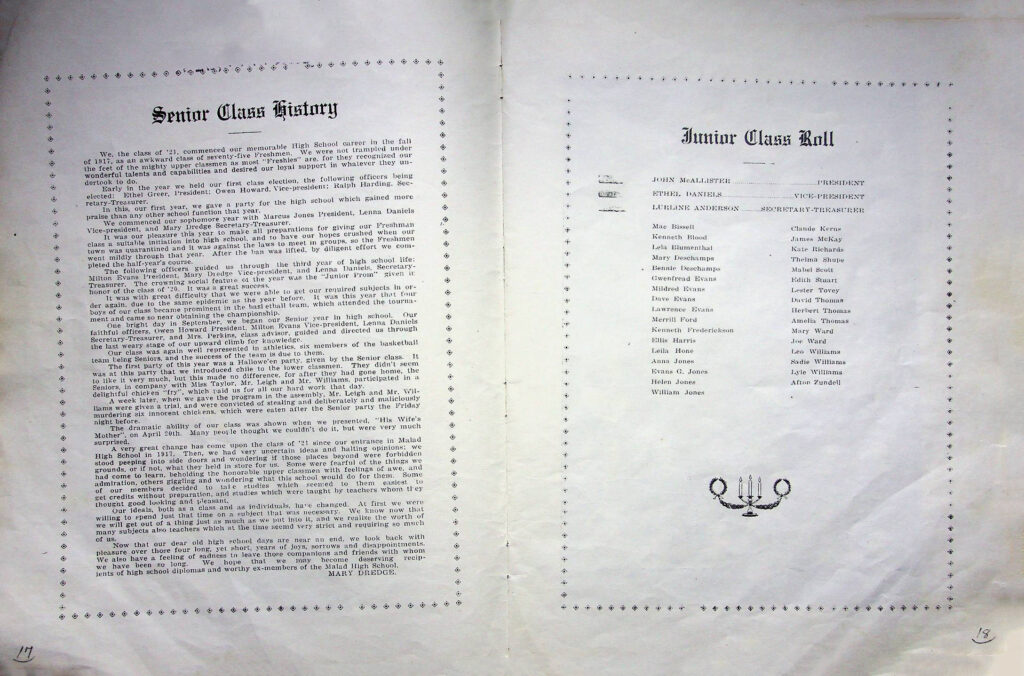 Senior Class History
We, the class of '21, commenced our memorable High School career in the fall
of 1917, as an awkward class of seventy-five Freshmen. We were not trampled under
the feet of the mighty upper classmen as most "Freshies" are, for they recognized our
wonderful talents and capabilities and desired our loyal support in whatever they un-
dertook to do.
Early in the year we held our first class election, the following officers being
elected: Ethel Greer, President; Owen Howard, Vice-president; Ralph Harding, Sec-
retary-Treasurer.
In this, our first year, we gave a party for the high school which gained more
praise than any other school function that year.
We commenced our sophomore year with Marcus Jones President, Lenna Daniels
Vice-president, and Mary Dredge Secretary-Treasurer.
It was our pleasure this year to make all preparations for giving our Freshman
class a suitable initiation into high school, and to have our hopes crushed when our
town was quarantined and it was against the laws to meet in groups, so the Freshmen
went mildly through that year. After the ban was lifted, by diligent effort we com-
pleted the half-year's course.
The following officers guided us through the third year of high school life:
Milton Evans President, Mary Dredge Vice-president, and Lenna Daniels, Secretary-
Treasurer. The crowning social feature of the year was the "Junior Prom" given in
honor of the class of '20. It was a great success.
It was with great difficulty that we were able to get our required subjects in or-
der again, due to the same epidemic as the year before. It was this year that four
boys of our class became prominent in the basketball team, which attended the tourna-
ment and came so near obtaining the championship.
One bright day in September, we began our Senior year in high school. Our
faithful officers, Owen Howard President, Milton Evans Vice-president, Lenna Daniels
Secretary-Treasurer, and Mrs. Perkins, class advisor, guided and directed us through
the last weary stage of our upward climb for knowledge.
Our class was again well represented in athletics, six members of the basketball
team being Seniors, and the success of the team is due to them.
The first party of this year was a Hallowe'en party, given by the Senior class. It
was at this party that we introduced chile to the lower classmen. They didn't seem
to like it very much, but this made no difference, for after they had gone home, the
Seniors, in company with Miss Taylor, Mr. Leigh and Mr. Williams, participated in a
delightful chicken "fry", which paid us for all our hard work that day.
A week later, when we gave the program in the assembly, Mr. Leigh and Mr. Wil-
liams were given a trial, and were convicted of stealing and deliberately and maliciously
murdering six innocent chickens, which were eaten after the Senior party the Friday
night before.
The dramatic ability of our class was shown when we presented, "His Wife's
Mother", on April 20th. Many people thought we couldn't do it, but were very much
surprised.
A very great change has come upon the class of '21 since our entrance in Malad
High School in 1917. Then, we had very uncertain ideas and halting opinions; we
stood peeping into side doors and wondering if those places beyond were forbidden
grounds, or if not, what they held in store for us. Some were fearful of the things we
had come to learn, beholding the honorable upper classmen with feelings of awe, and
admiration, others giggling and wondering what this school would do for them. Some
of our members decided to take studies which seemed to them easiest to
get credits without preparation, and studies which were taught by teachers whom they
thought good looking and pleasant.
Our ideals, both as a class and as individuals, have changed. At first we were
willing to spend just that time on a subject that was necessary. We know now that
we will get out of a thing just as much as we put into it, and we realize the worth of
many subjects also teachers which at the time seemd very strict and requiring so much
of us.
Now that our dear old high school days are near an end, we look back with
pleasure over those four long, yet short, years of joys, sorrows and disappointments.
We also have a feeling of sadness to leave those companions and friends with whom
we have been so long. We hope that we may become deserving recip-
ients of high school diplomas and worthy ex-members of the Malad High School.
MARY DREDGE.
17
Junior Class Roll
JOHN McALLISTER PRESIDENT
ETHEL DANIELS VICE-PRESIDENT
LURLINE ANDERSON SECRETARY-TREASURER
Mae Bissell
Kenneth Blood
Lela Blumenthal
Mary Deschamps
Bennie Deschamps
Gwenfread Evans
Mildred Evans
Dave Evans
Lawrence Evans
Merrill Ford
Kenneth Frederickson
Ellis Harris
Leila Hone
Anna Jones
Evans G. Jones
Helen Jones
William Jones
Claude Kerns
James McKay
Kate Richards
Thelma Shupe
Mabel Scott
Edith Stuart
Lester Tovey
David Thomas
Herbert Thomas
Amelia Thomas
Mary Ward
Joe Ward
Leo Williams
Sadie Williams
Lyle Williams
Afton Zundell
18